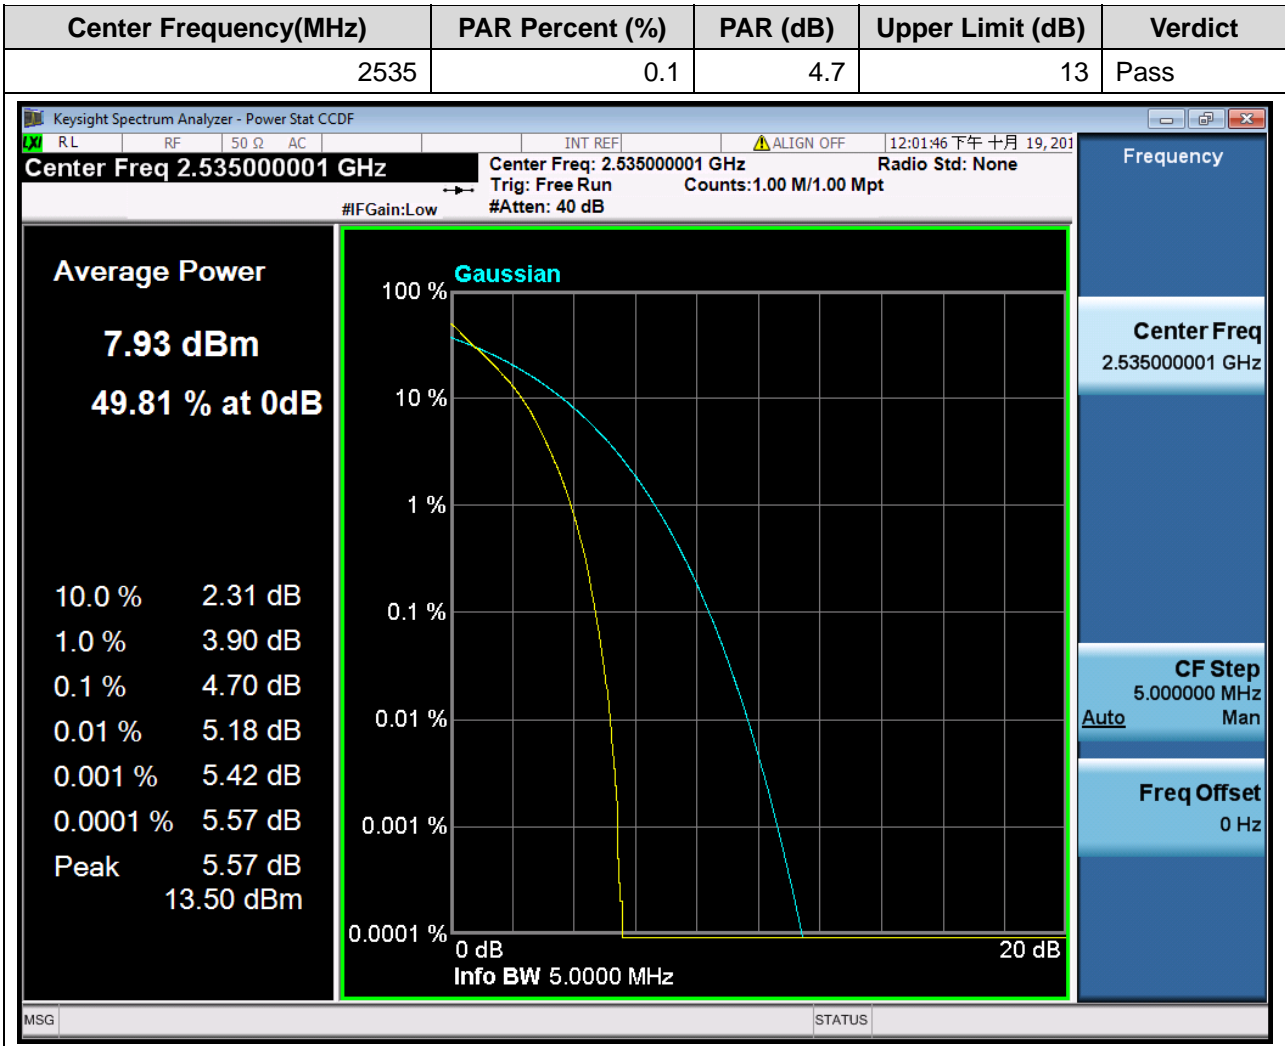 Center Frequency(MHz) PAR Percent (%) PAR (dB) Upper Limit (dB) Verdict
2535 0.1 4.7 13 Pass
Keysight Spectrum Analyzer - Power Stat CCDF
LXI RL RF 50 Ω AC INT REF ALIGN OFF 12:01:46 下午 十月 19, 201
Center Freq 2.535000001 GHz
#IFGain:Low
Center Freq: 2.535000001 GHz Radio Std: None
Trig: Free Run Counts:1.00 M/1.00 Mpt
#Atten: 40 dB
Average Power
7.93 dBm
49.81 % at 0dB
10.0 % 2.31 dB
1.0 % 3.90 dB
0.1 % 4.70 dB
0.01 % 5.18 dB
0.001 % 5.42 dB
0.0001 % 5.57 dB
Peak 5.57 dB
13.50 dBm
Gaussian
100 %
10 %
1 %
0.1 %
0.01 %
0.001 %
0.0001 %
0 dB 20 dB
Info BW 5.0000 MHz
Frequency
Center Freq
2.535000001 GHz
CF Step
5.000000 MHz
Auto Man
Freq Offset
0 Hz
MSG STATUS